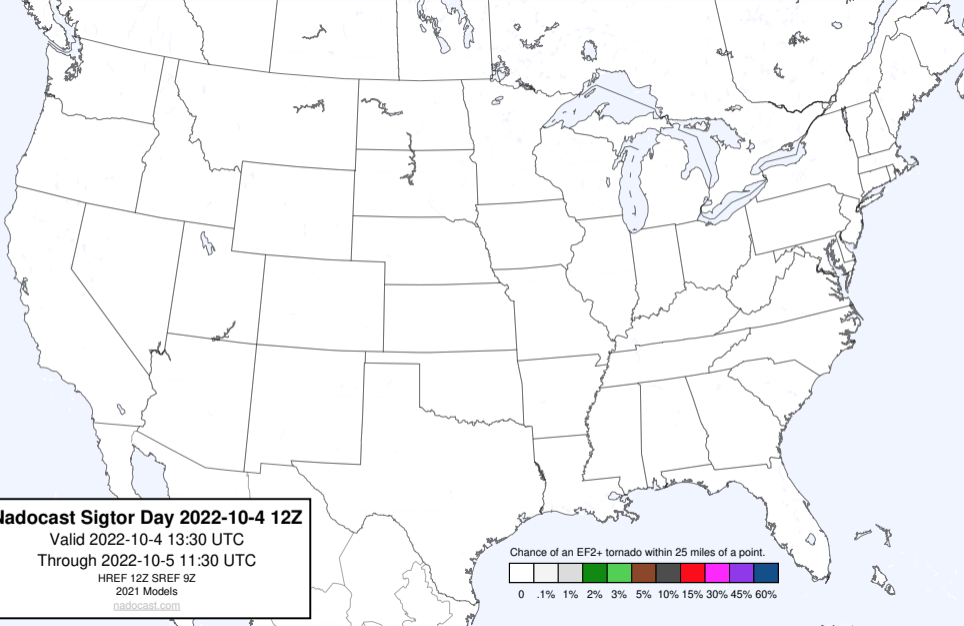 Nadocast Sigtor Day 2022-10-4 12Z
Valid 2022-10-4 13:30 UTC
Through 2022-10-5 11:30 UTC
HREF 12Z SREF 9Z
2021 Models
nadocast.com
Chance of an EF2+ tornado within 25 miles of a point.
0 .1% 1% 2% 3% 5% 10% 15% 30% 45% 60%